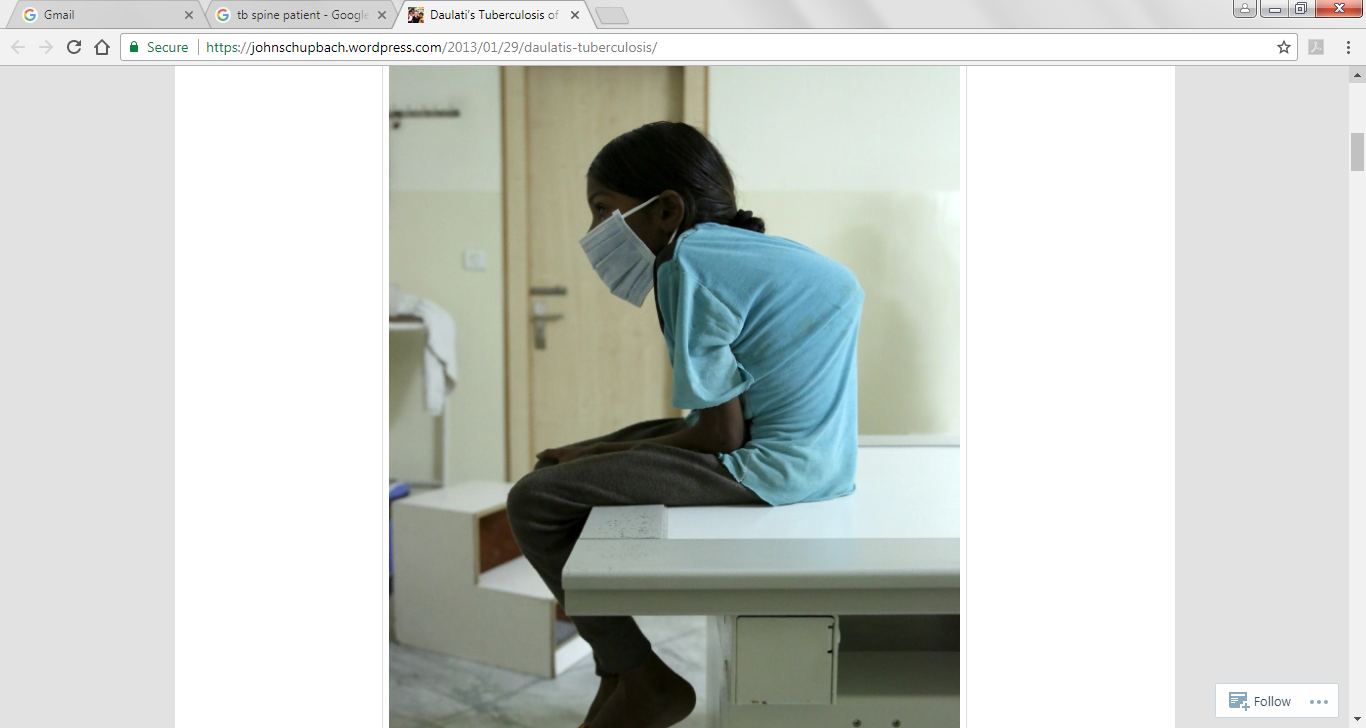 Gmail
tb spine patient - Google
Daulati's Tuberculosis of
Secure
https://johnschupbach.wordpress.com/2013/01/29/daulatis-tuberculosis/
Follow